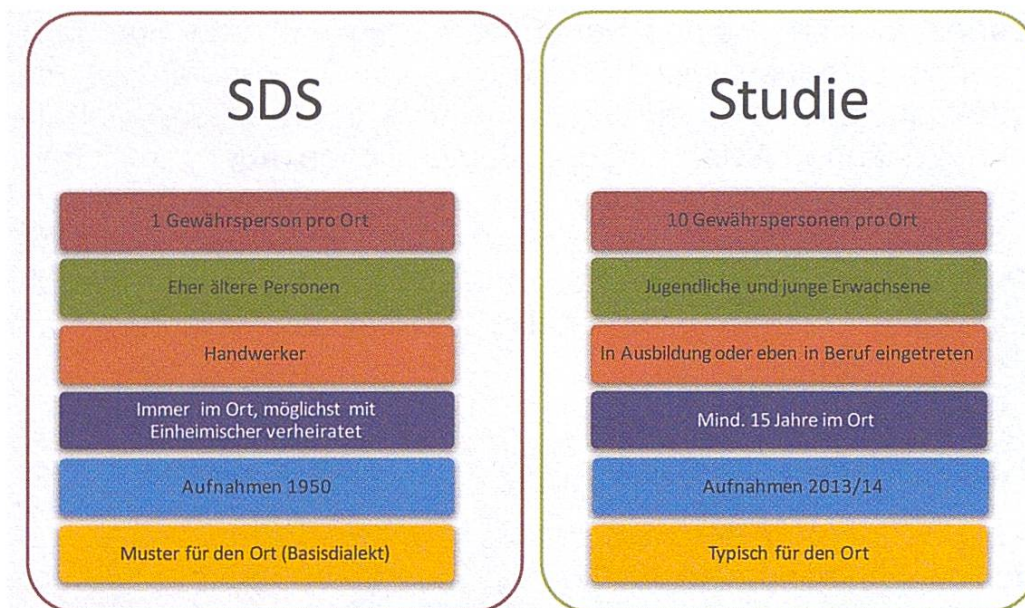 SDS
1 Gewährsperson pro Ort
Eher ältere Personen
Handwerker
Immer im Ort, möglichst mit
Einheimischer verheiratet
Aufnahmen 1950
Muster für den Ort (Basisdialekt)
Studie
10 Gewährspersonen pro Ort
Jugendliche und junge Erwachsene
In Ausbildung oder eben in Beruf eingetreten
Mind. 15 Jahre im Ort
Aufnahmen 2013/14
Typisch für den Ort